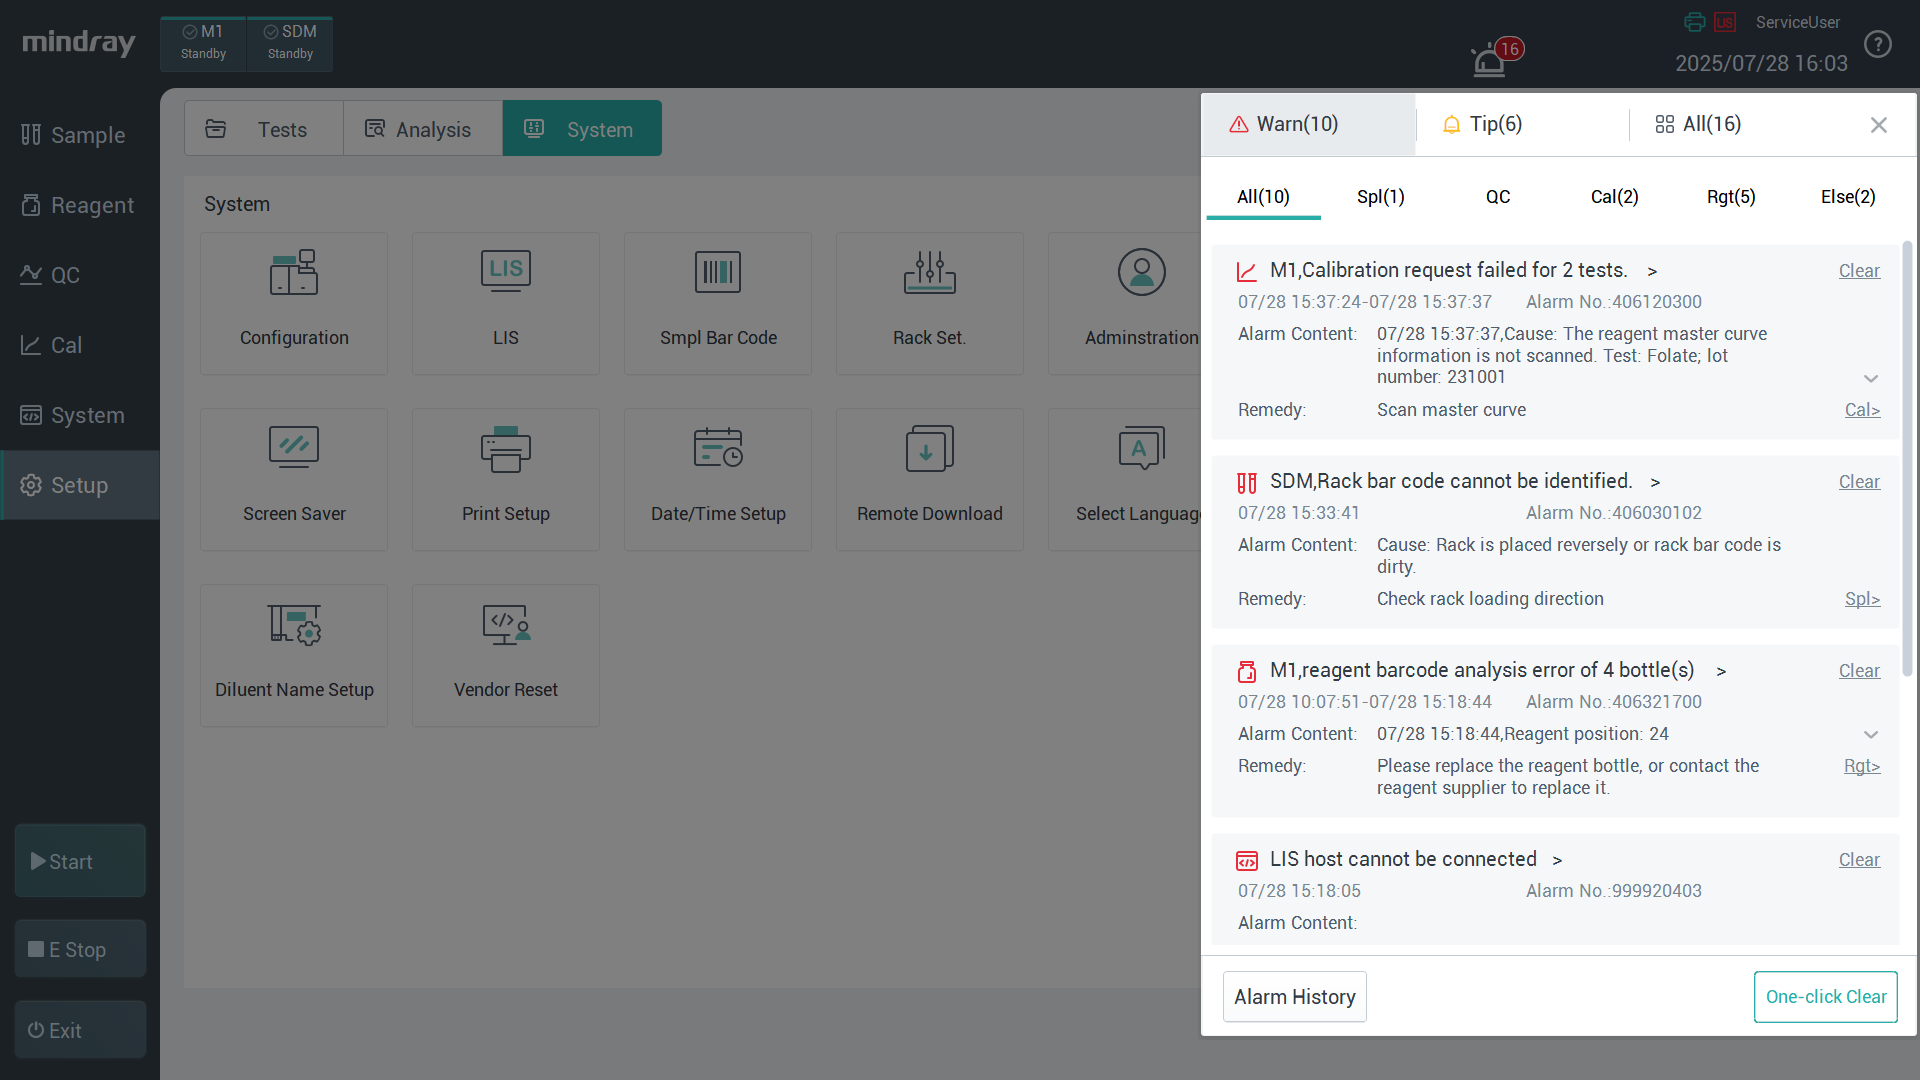 mindray
M1
Standby
SDM
Standby
16
LIS
ServiceUser
2025/07/28 16:03
?
Sample
Reagent
QC
Cal
System
Setup
Start
E Stop
Exit
Tests
Analysis
System
System
LIS
Configuration
LIS
Smpl Bar Code
Rack Set.
Adminstration
A
Screen Saver
Print Setup
Date/Time Setup
Remote Download
Select Languag
Diluent Name Setup
Vendor Reset
Warn(10)
Tip(6)
All(16)
All(10)
Spl(1)
QC
Cal(2)
Rgt(5)
Else(2)
M1,Calibration request failed for 2 tests. >
Clear
07/28 15:37:24-07/28 15:37:37
Alarm No.:406120300
Alarm Content:
07/28 15:37:37,Cause: The reagent master curve
information is not scanned. Test: Folate; lot
number: 231001
Remedy:
Scan master curve
Cal>
SDM,Rack bar code cannot be identified. >
Clear
07/28 15:33:41
Alarm No.:406030102
Alarm Content:
Cause: Rack is placed reversely or rack bar code is
dirty.
Remedy:
Check rack loading direction
Spl>
M1,reagent barcode analysis error of 4 bottle(s) >
Clear
07/28 10:07:51-07/28 15:18:44
Alarm No.:406321700
Alarm Content:
07/28 15:18:44,Reagent position: 24
Remedy:
Please replace the reagent bottle, or contact the
reagent supplier to replace it.
Rgt>
LIS host cannot be connected >
Clear
07/28 15:18:05
Alarm No.:999920403
Alarm Content:
Alarm History
One-click Clear